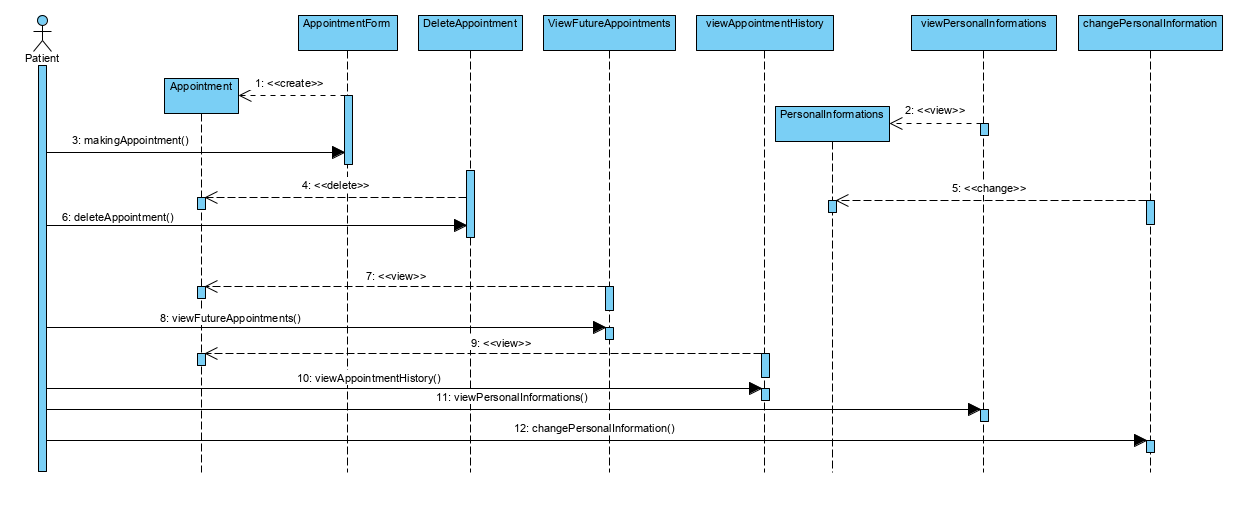 AppointmentForm
DeleteAppointment
ViewFutureAppointments
viewAppointmentHistory
viewPersonalInformations
changePersonalInformation
Patient
Appointment
1: <<create>>
PersonalInformations
2: <<view>>
3: makingAppointment()
4: <<delete>>
5: <<change>>
6: deleteAppointment()
7: <<view>>
8: viewFutureAppointments()
9: <<view>>
10: viewAppointmentHistory()
11: viewPersonalInformations()
12: changePersonalInformation()